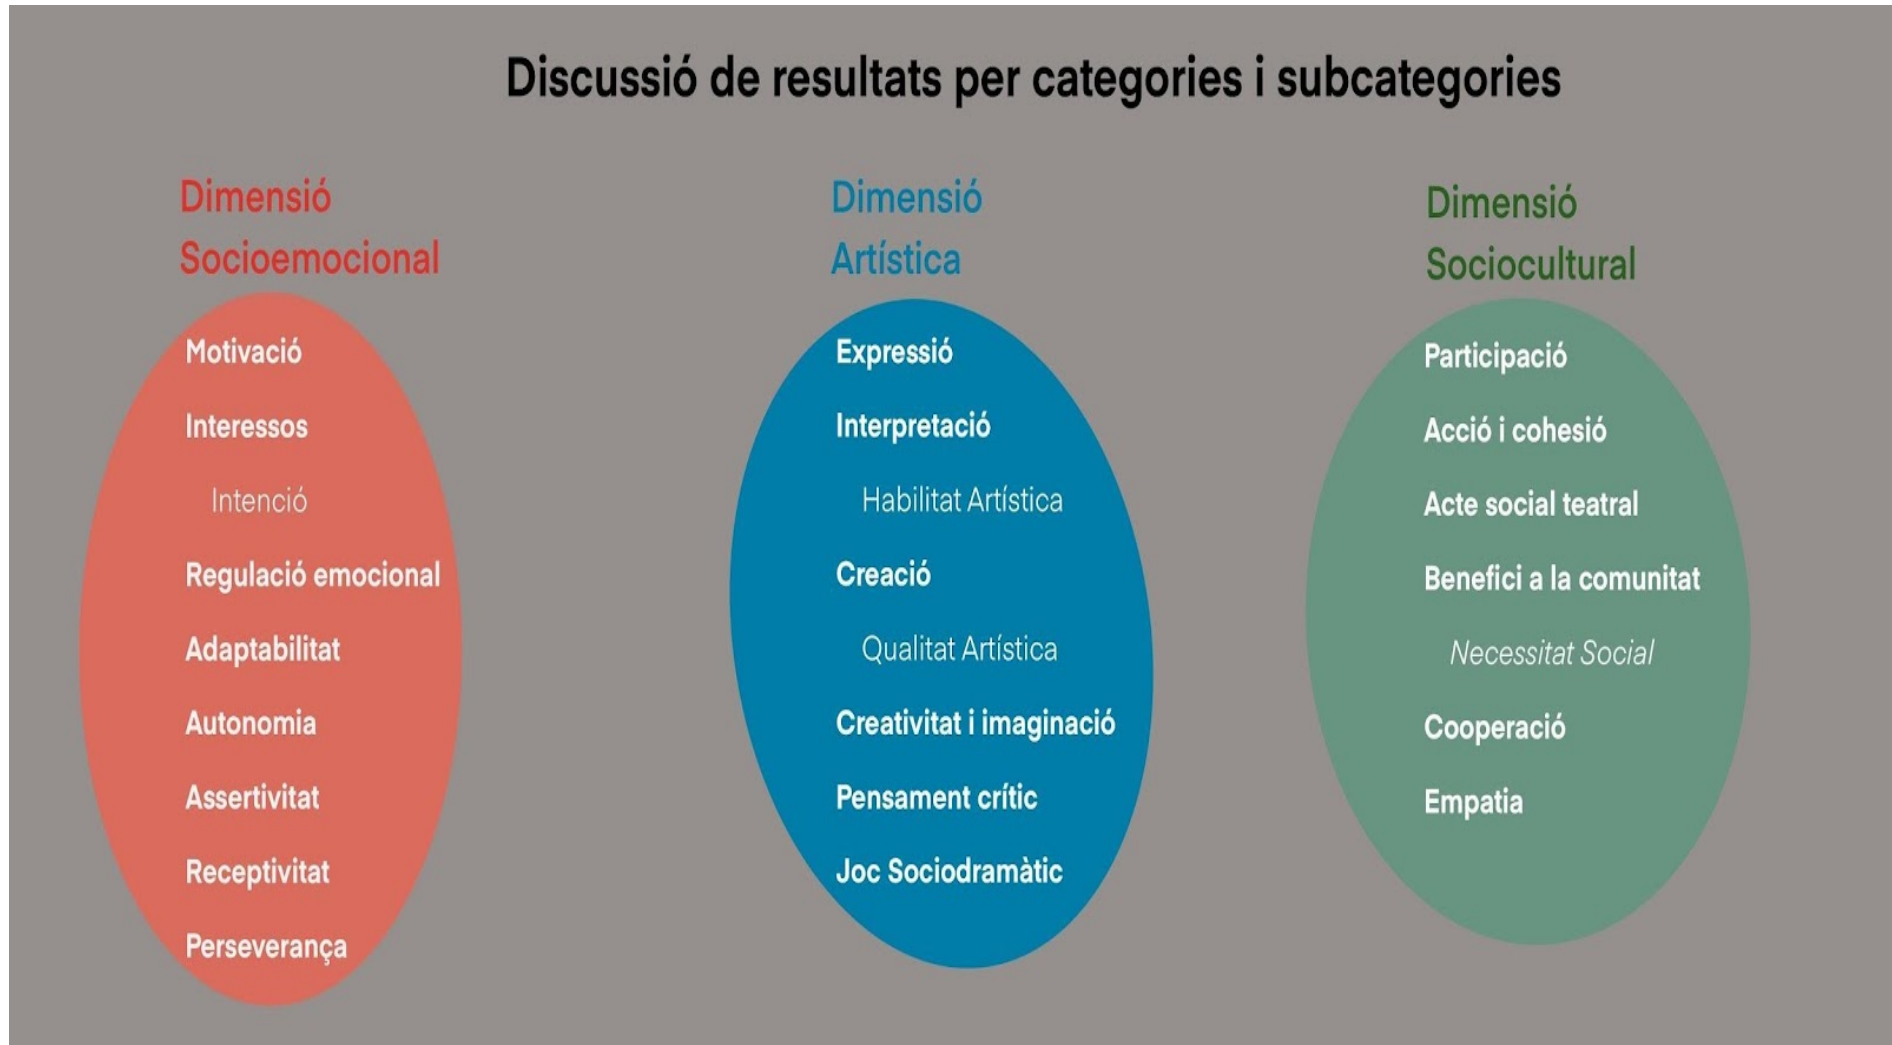 Discussió de resultats per categories i subcategories
Dimensió
Socioemocional
Motivació
Interessos
Intenció
Regulació emocional
Adaptabilitat
Autonomia
Assertivitat
Receptivitat
Perseverança
Dimensió
Artística
Expressió
Interpretació
Habilitat Artística
Creació
Qualitat Artística
Creativitat i imaginació
Pensament crític
Joc Sociodramàtic
Dimensió
Sociocultural
Participació
Acció i cohesió
Acte social teatral
Benefici a la comunitat
Necessitat Social
Cooperació
Empatia